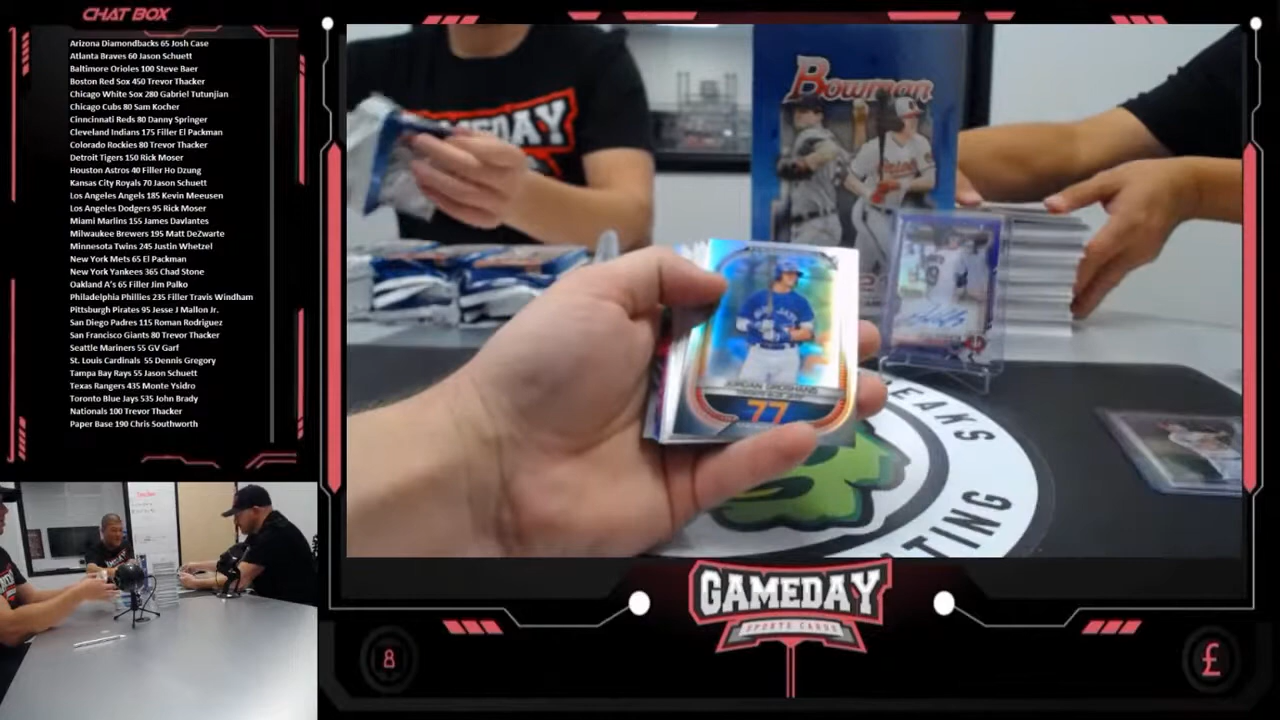 CHAT BOX
Arizona Diamondbacks 65 Josh Case
Atlanta Braves 60 Jason Schuett
Baltimore Orioles 100 Steve Baer
Boston Red Sox 450 Trevor Thacker
Chicago White Sox 280 Gabriel Tutunjian
Chicago Cubs 80 Sam Kocher
Cinncinnati Reds 80 Danny Springer
Cleveland Indians 175 Filler El Packman
Colorado Rockies 80 Trevor Thacker
Detroit Tigers 150 Rick Moser
Houston Astros 40 Filler Ho Dzung
Kansas City Royals 70 Jason Schuett
Los Angeles Angels 185 Kevin Meeusen
Los Angeles Dodgers 95 Rick Moser
Miami Marlins 155 James Davlantes
Milwaukee Brewers 195 Matt DeZwarte
Minnesota Twins 245 Justin Whetzel
New York Mets 65 El Packman
New York Yankees 365 Chad Stone
Oakland A's 65 Filler Jim Palko
Philadelphia Phillies 235 Filler Travis Windham
Pittsburgh Pirates 95 Jesse J Mallon Jr.
San Diego Padres 115 Roman Rodriguez
San Francisco Giants 80 Trevor Thacker
Seattle Mariners 55 GV Garf
St. Louis Cardinals 55 Dennis Gregory
Tampa Bay Rays 55 Jason Schuett
Texas Rangers 435 Monte Ysidro
Toronto Blue Jays 535 John Brady
Nationals 100 Trevor Thacker
Paper Base 190 Chris Southworth
GAMEDAY
Bowman
JORDAN GROSHANS
77
EAKS
TING
GAMEDAY
SPORTS CARDS
8
£